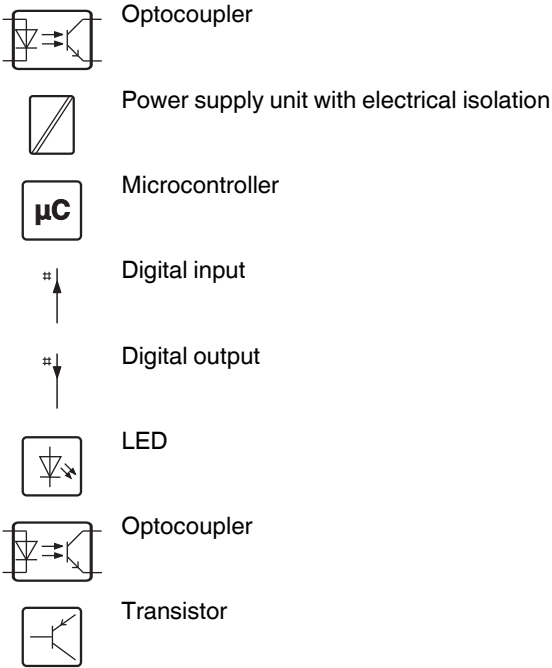 Optocoupler
Power supply unit with electrical isolation
µC
Microcontroller
#
Digital input
#
Digital output
LED
Optocoupler
Transistor